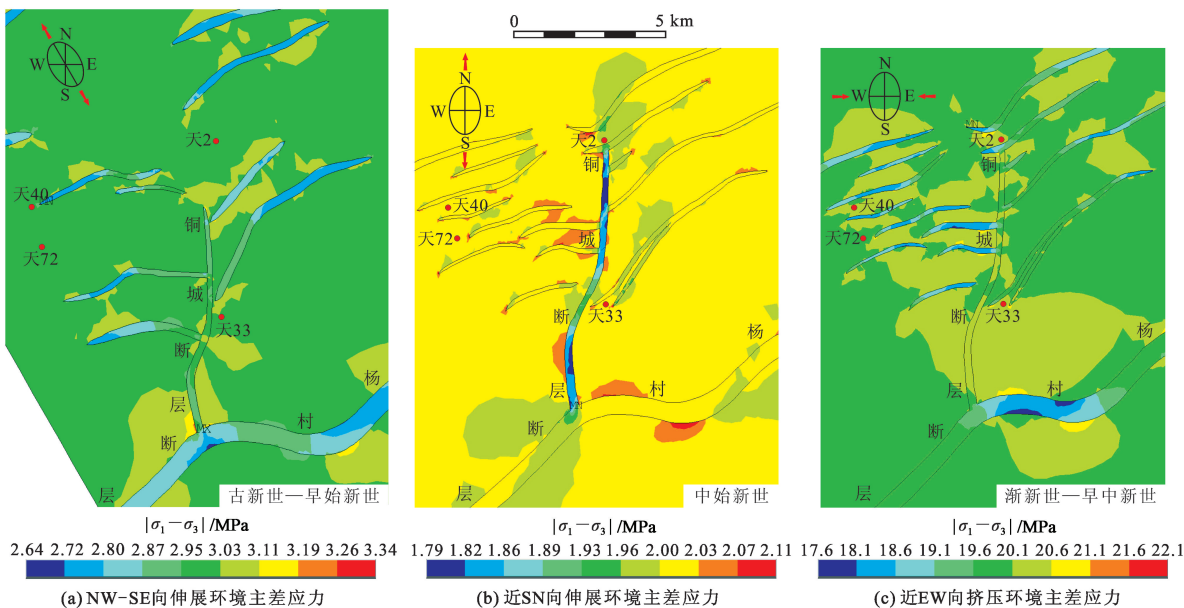 0 5 km
N
W E
S
天2
天40
天72
铜
城
天33
断
层
杨
村
断
层
MX
古新世—早始新世
|σ₁－σ₃| /MPa
2.64 2.72 2.80 2.87 2.95 3.03 3.11 3.19 3.26 3.34
(a) NW-SE向伸展环境主差应力
N
W E
S
天2
铜
天40
天72
城
天33
断
层
杨
村
断
层
中始新世
|σ₁－σ₃| /MPa
1.79 1.82 1.86 1.89 1.93 1.96 2.00 2.03 2.07 2.11
(b) 近SN向伸展环境主差应力
N
W E
S
天2
铜
天40
天72
城
天33
断
层
杨
村
断
层
渐新世—早中新世
|σ₁－σ₃| /MPa
17.6 18.1 18.6 19.1 19.6 20.1 20.6 21.1 21.6 22.1
(c) 近EW向挤压环境主差应力